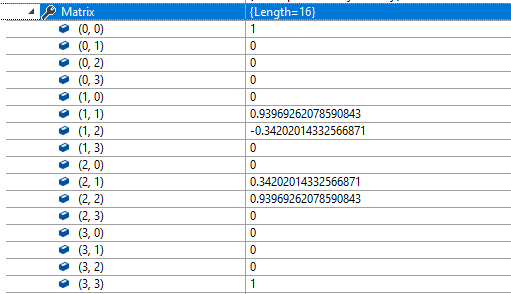 Matrix {Length=16}
(0, 0) 1
(0, 1) 0
(0, 2) 0
(0, 3) 0
(1, 0) 0
(1, 1) 0.93969262078590843
(1, 2) -0.34202014332566871
(1, 3) 0
(2, 0) 0
(2, 1) 0.34202014332566871
(2, 2) 0.93969262078590843
(2, 3) 0
(3, 0) 0
(3, 1) 0
(3, 2) 0
(3, 3) 1